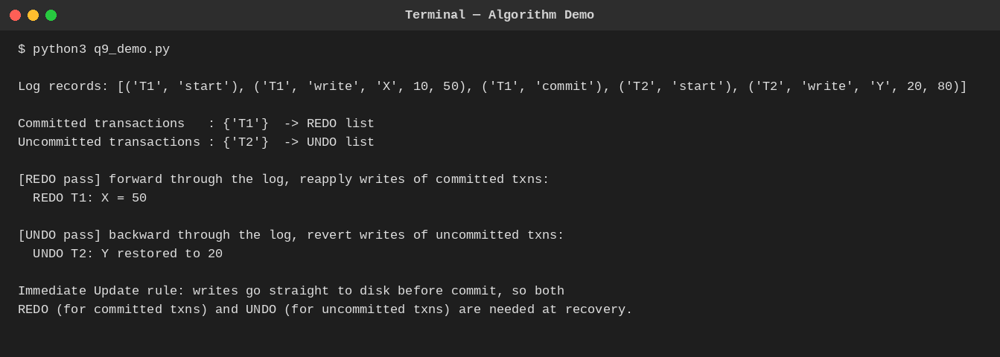 Terminal — Algorithm Demo
$ python3 q9_demo.py
Log records: [('T1', 'start'), ('T1', 'write', 'X', 10, 50), ('T1', 'commit'), ('T2', 'start'), ('T2', 'write', 'Y', 20, 80)]
Committed transactions   : {'T1'}  -> REDO list
Uncommitted transactions : {'T2'}  -> UNDO list
[REDO pass] forward through the log, reapply writes of committed txns:
  REDO T1: X = 50
[UNDO pass] backward through the log, revert writes of uncommitted txns:
  UNDO T2: Y restored to 20
Immediate Update rule: writes go straight to disk before commit, so both
REDO (for committed txns) and UNDO (for uncommitted txns) are needed at recovery.